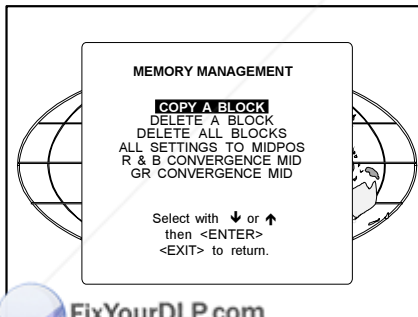 MEMORY MANAGEMENT
COPY A BLOCK
DELETE A BLOCK
DELETE ALL BLOCKS
ALL SETTINGS TO MIDPOS
R & B CONVERGENCE MID
GR CONVERGENCE MID
Select with ↓ or ↑
then <ENTER>
<EXIT> to return.
FixYourDLP.com